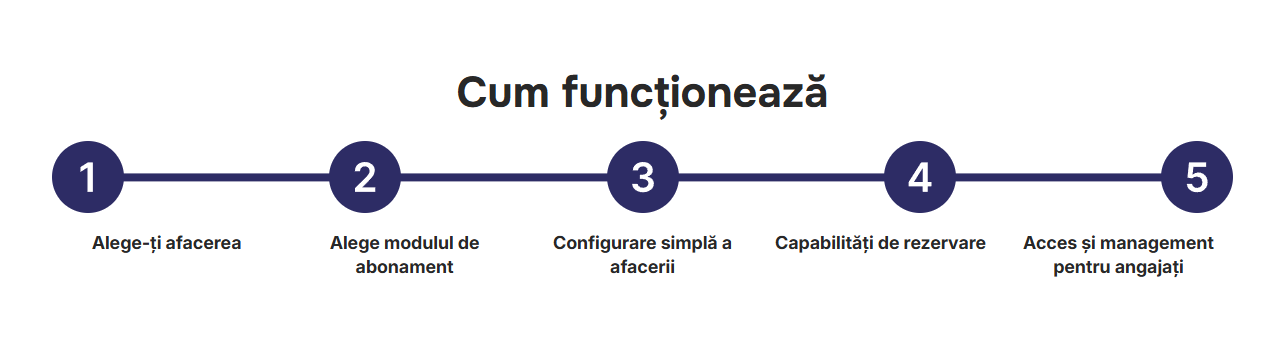 Cum funcționează
1
2
3
4
5
Alege-ți afacerea
Alege modulul de
abonament
Configurare simplă a
afacerii
Capabilități de rezervare
Acces și management
pentru angajați